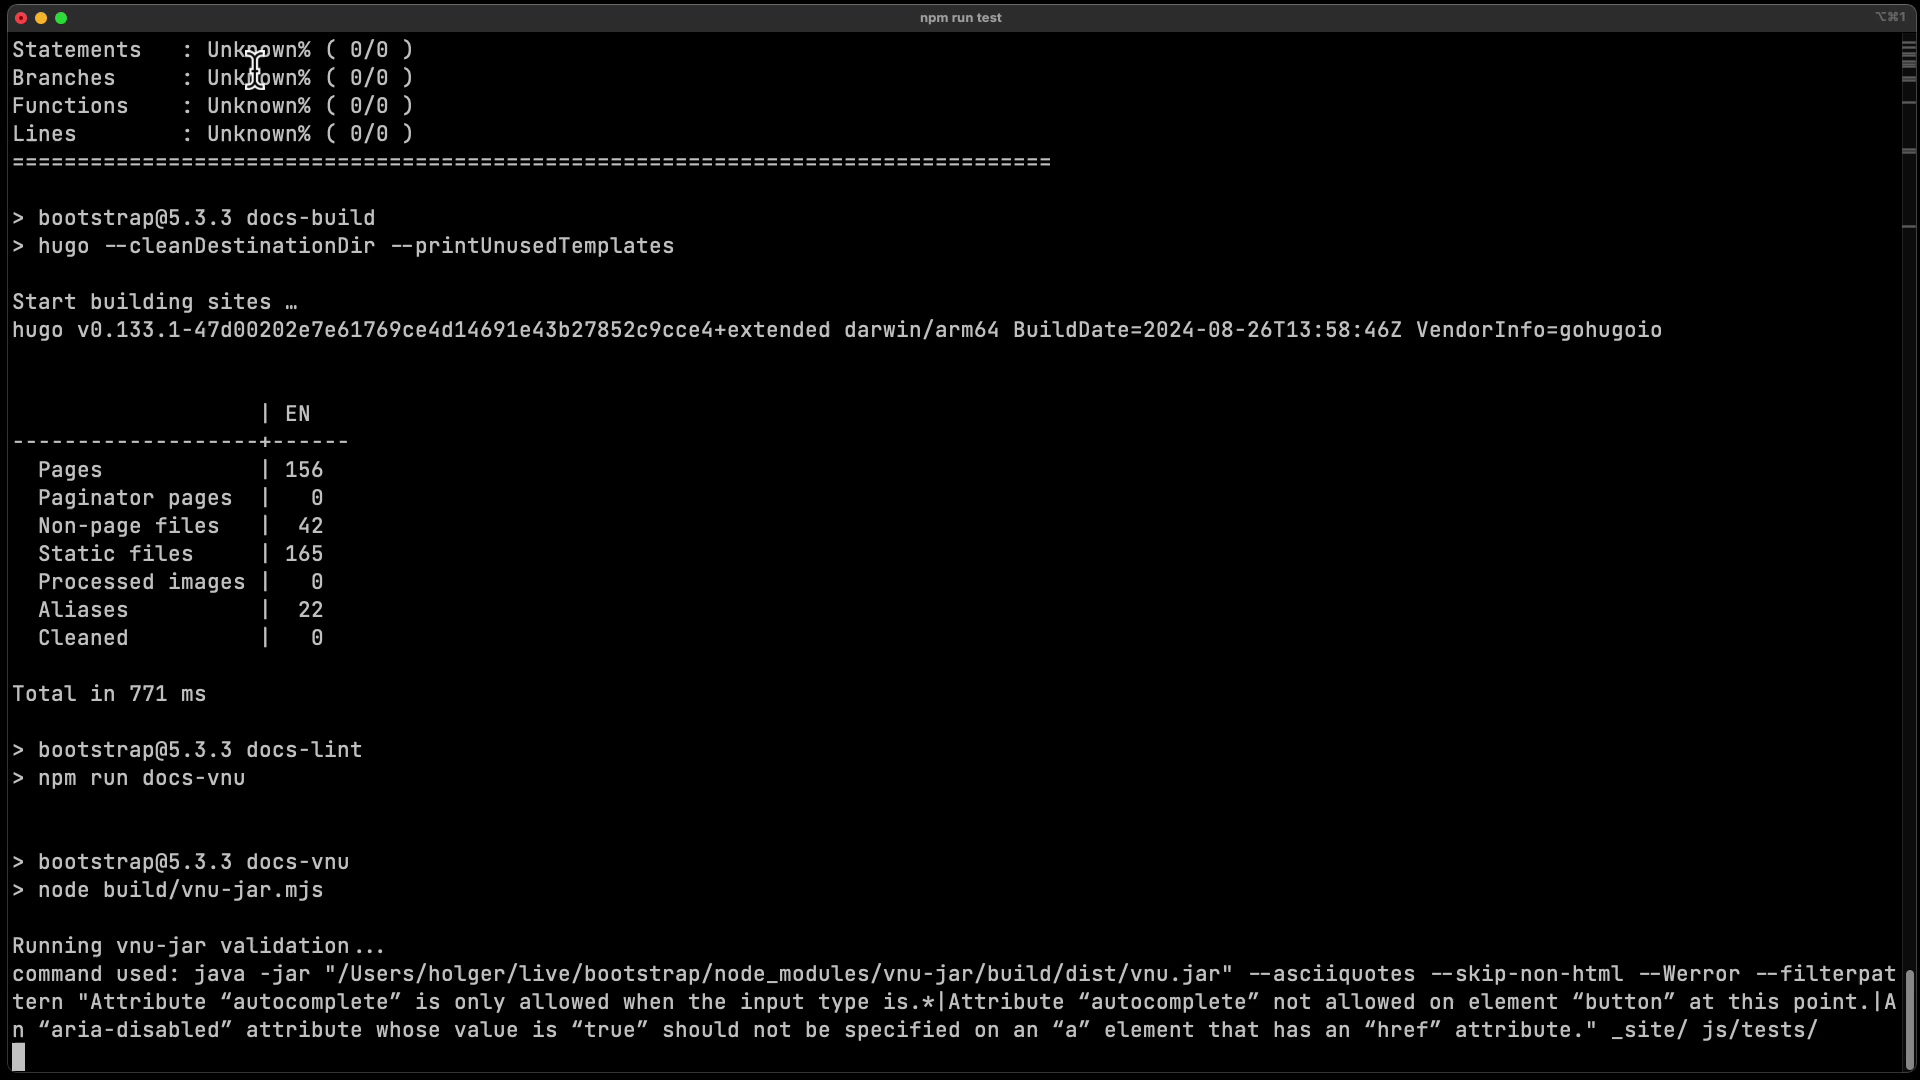 npm run test
⌥⌘1
Statements   : Unknown% ( 0/0 )
Branches     : Unknown% ( 0/0 )
Functions    : Unknown% ( 0/0 )
Lines        : Unknown% ( 0/0 )
================================================================================
> bootstrap@5.3.3 docs-build
> hugo --cleanDestinationDir --printUnusedTemplates
Start building sites …
hugo v0.133.1-47d00202e7e61769ce4d14691e43b27852c9cce4+extended darwin/arm64 BuildDate=2024-08-26T13:58:46Z VendorInfo=gohugoio
                   | EN
-------------------+------
  Pages            | 156
  Paginator pages  |   0
  Non-page files   |  42
  Static files     | 165
  Processed images |   0
  Aliases          |  22
  Cleaned          |   0
Total in 771 ms
> bootstrap@5.3.3 docs-lint
> npm run docs-vnu
> bootstrap@5.3.3 docs-vnu
> node build/vnu-jar.mjs
Running vnu-jar validation...
command used: java -jar "/Users/holger/live/bootstrap/node_modules/vnu-jar/build/dist/vnu.jar" --asciiquotes --skip-non-html --Werror --filterpat
tern "Attribute “autocomplete” is only allowed when the input type is.*|Attribute “autocomplete” not allowed on element “button” at this point.|A
n “aria-disabled” attribute whose value is “true” should not be specified on an “a” element that has an “href” attribute." _site/ js/tests/